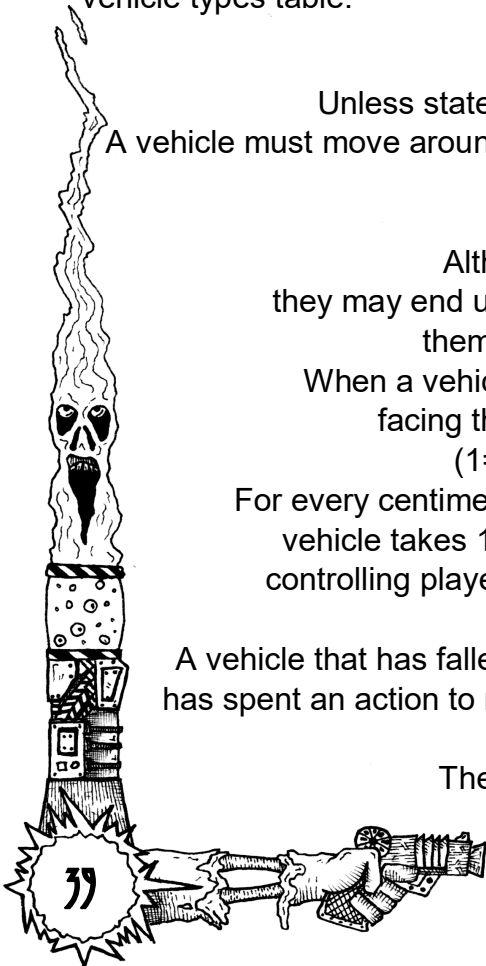 vehicle types table.
Unless state
A vehicle must move aroun
Alth
they may end u
them
When a vehic
facing th
(1=
For every centime
vehicle takes 1
controlling playe
A vehicle that has falle
has spent an action to
The
39